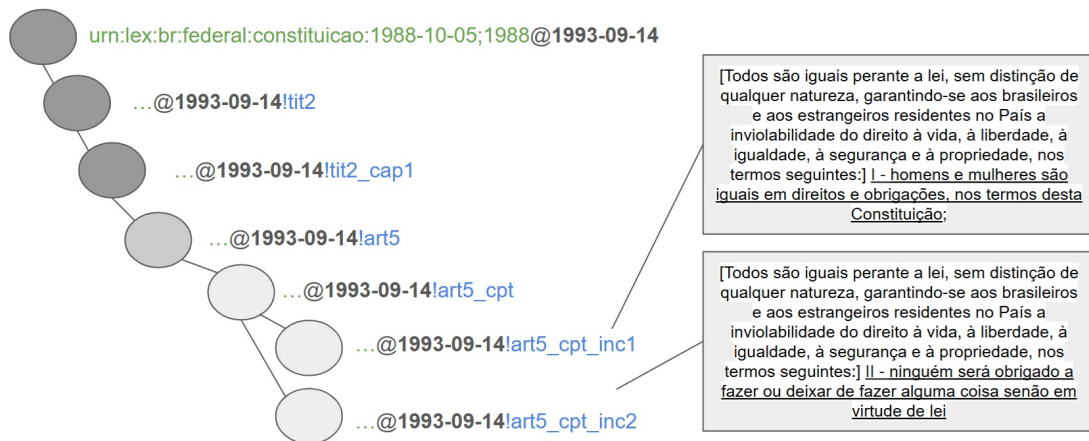 urn:lex:br:federal:constituicao:1988-10-05;1988@1993-09-14
…@1993-09-14!tit2
…@1993-09-14!tit2_cap1
…@1993-09-14!art5
…@1993-09-14!art5_cpt
…@1993-09-14!art5_cpt_inc1
…@1993-09-14!art5_cpt_inc2
[Todos são iguais perante a lei, sem distinção de
qualquer natureza, garantindo-se aos brasileiros
e aos estrangeiros residentes no País a
inviolabilidade do direito à vida, à liberdade, à
igualdade, à segurança e à propriedade, nos
termos seguintes:] I - homens e mulheres são
iguais em direitos e obrigações, nos termos desta
Constituição;
[Todos são iguais perante a lei, sem distinção de
qualquer natureza, garantindo-se aos brasileiros
e aos estrangeiros residentes no País a
inviolabilidade do direito à vida, à liberdade, à
igualdade, à segurança e à propriedade, nos
termos seguintes:] II - ninguém será obrigado a
fazer ou deixar de fazer alguma coisa senão em
virtude de lei